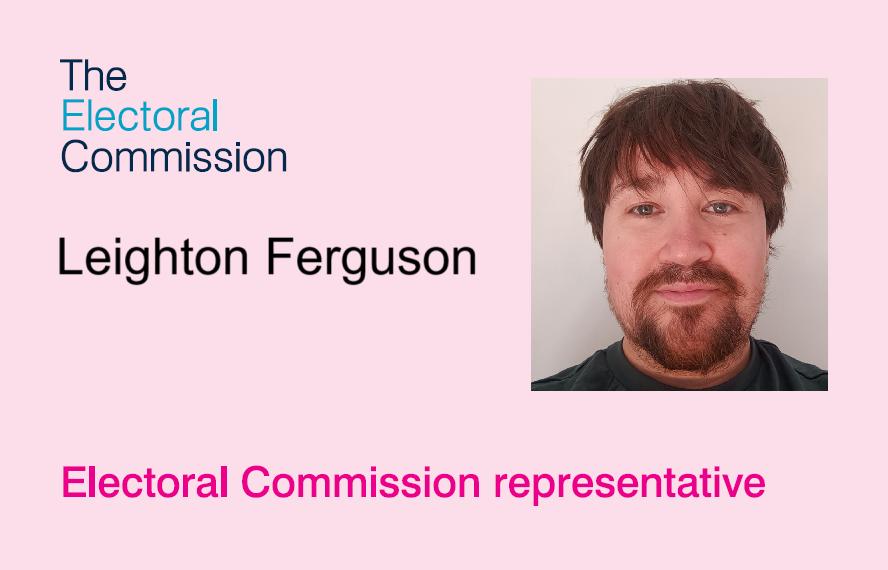 The
Electoral
Commission
Leighton Ferguson
Electoral Commission representative